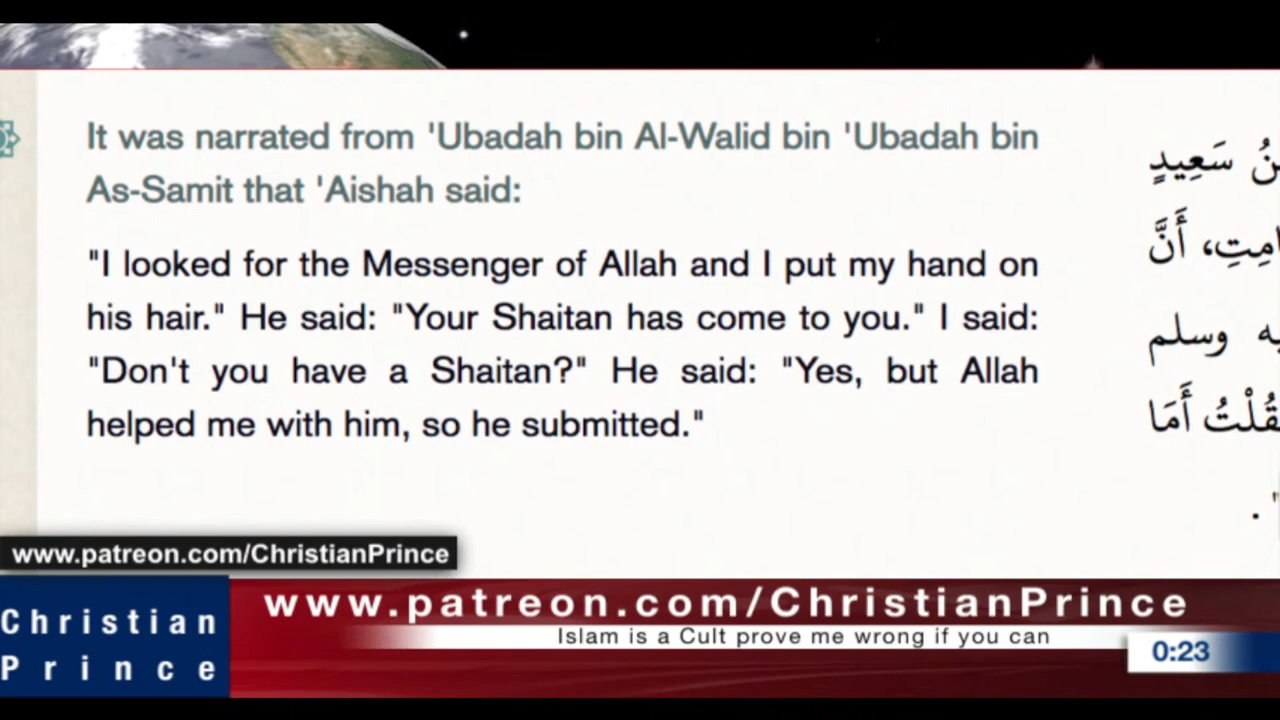 It was narrated from 'Ubadah bin Al-Walid bin 'Ubadah bin
As-Samit that 'Aishah said:
"I looked for the Messenger of Allah and I put my hand on
his hair." He said: "Your Shaitan has come to you." I said:
"Don't you have a Shaitan?" He said: "Yes, but Allah
helped me with him, so he submitted."
سَعِيدٍ
أَنَّ
وسلم
أَمَا
www.patreon.com/ChristianPrince
Christian
Prince
www.patreon.com/ChristianPrince
Islam is a Cult prove me wrong if you can
0:23